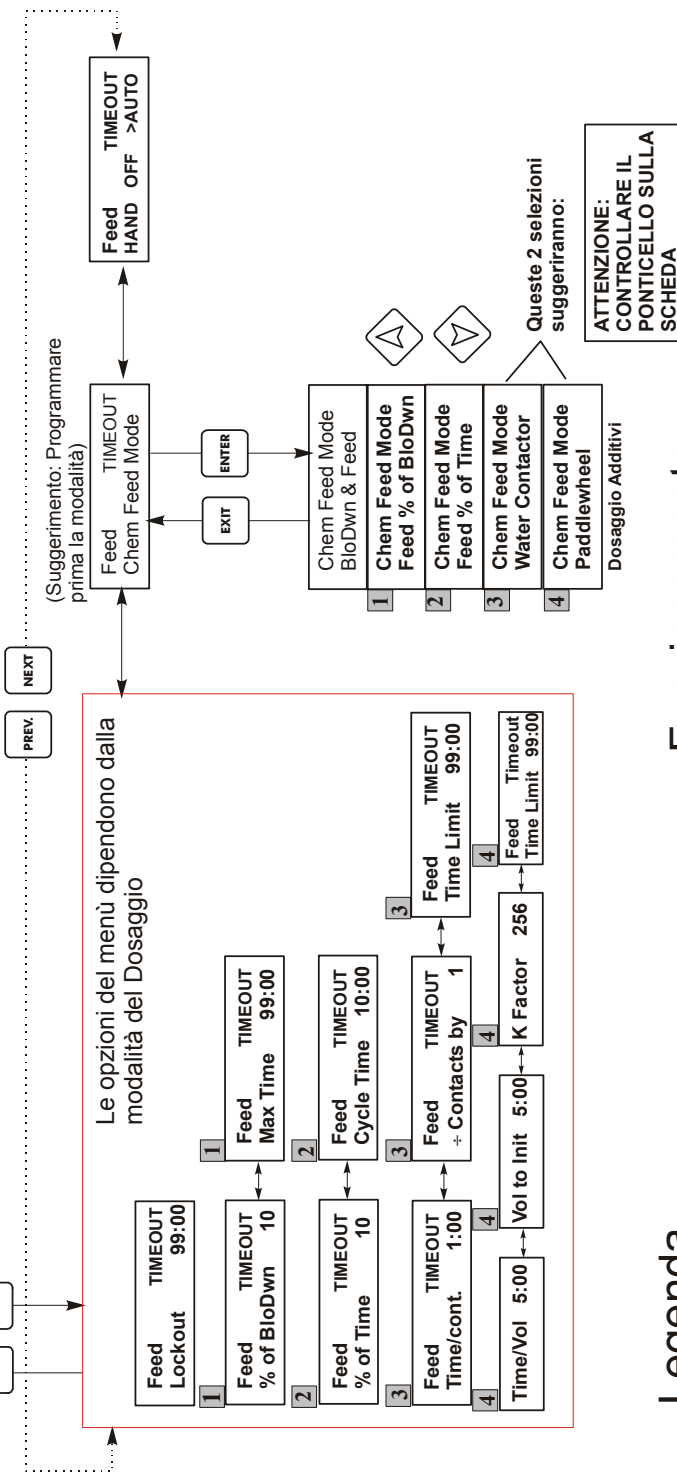 PREV.
NEXT
Le opzioni del menù dipendono dalla
modalità del Dosaggio
Feed TIMEOUT
Lockout 99:00
1
Feed TIMEOUT
% of BloDwn 10
1
Feed TIMEOUT
Max Time 99:00
2
Feed TIMEOUT
% of Time 10
2
Feed TIMEOUT
Cycle Time 10:00
3
Feed TIMEOUT
Time/cont. 1:00
3
Feed TIMEOUT
÷ Contacts by 1
3
Feed TIMEOUT
Time Limit 99:00
4
Time/Vol 5:00
4
Vol to Init 5:00
4
K Factor 256
4
Feed Timeout
Time Limit 99:00
(Suggerimento: Programmare
prima la modalità)
Feed TIMEOUT
Chem Feed Mode
Feed TIMEOUT
HAND OFF >AUTO
EXIT
ENTER
Chem Feed Mode
BloDwn & Feed
1
Chem Feed Mode
Feed % of BloDwn
2
Chem Feed Mode
Feed % of Time
3
Chem Feed Mode
Water Contactor
4
Chem Feed Mode
Paddlewheel
Dosaggio Additivi
Queste 2 selezioni
suggeriranno:
ATTENZIONE:
CONTROLLARE IL
PONTICELLO SULLA
SCHEDA
Legenda